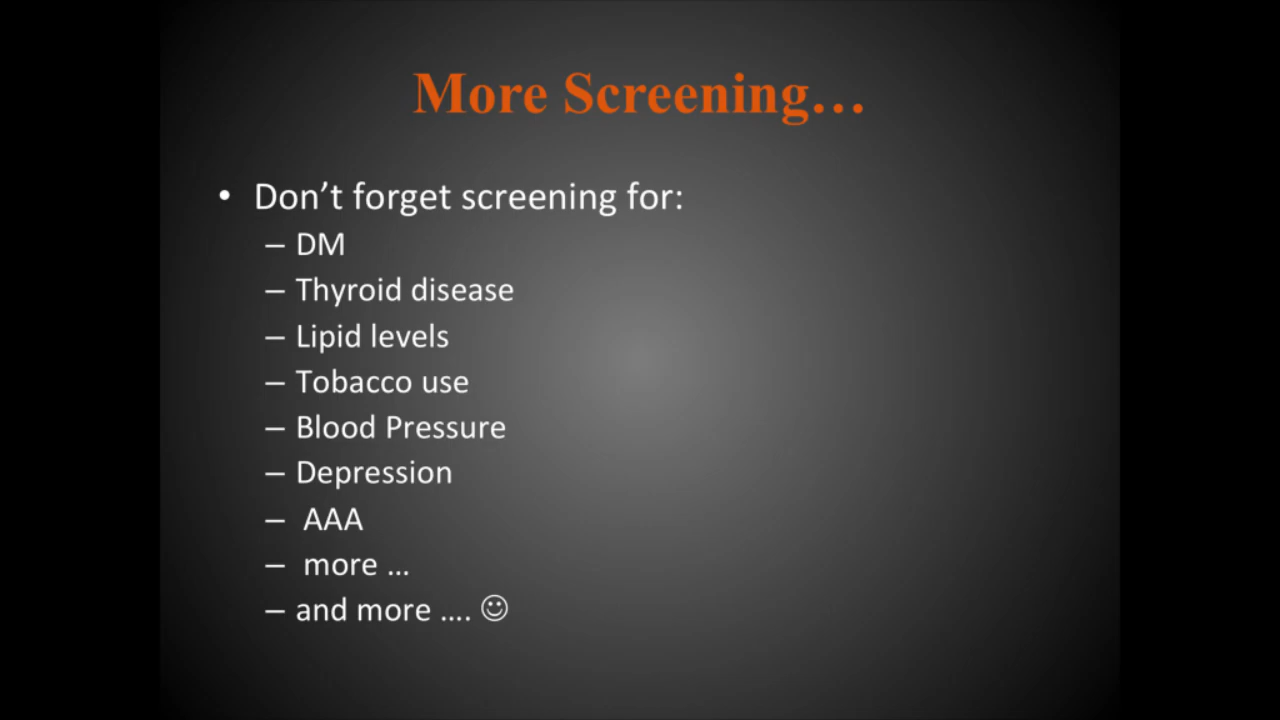 More Screening…
• Don’t forget screening for:
– DM
– Thyroid disease
– Lipid levels
– Tobacco use
– Blood Pressure
– Depression
– AAA
– more …
– and more …. ☺